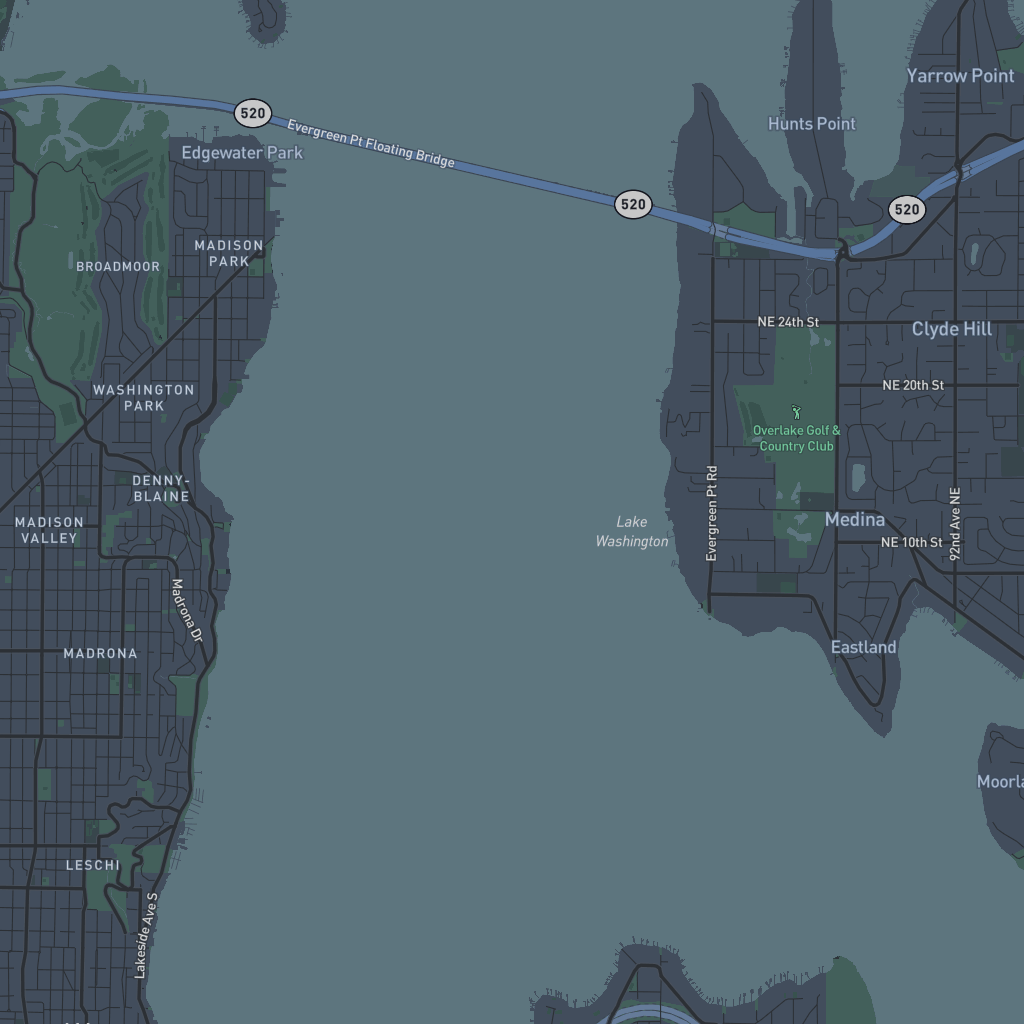 Yarrow Point
520
Hunts Point
Evergreen Pt Floating Bridge
Edgewater Park
520
520
MADISON
PARK
BROADMOOR
NE 24th St
Clyde Hill
NE 20th St
WASHINGTON
PARK
Overlake Golf &
Country Club
DENNY-
BLAINE
MADISON
VALLEY
Lake
Washington
Evergreen Pt Rd
Medina
92nd Ave NE
NE 10th St
Madrona Dr
MADRONA
Eastland
Moorla
LESCHI
Lakeside Ave S